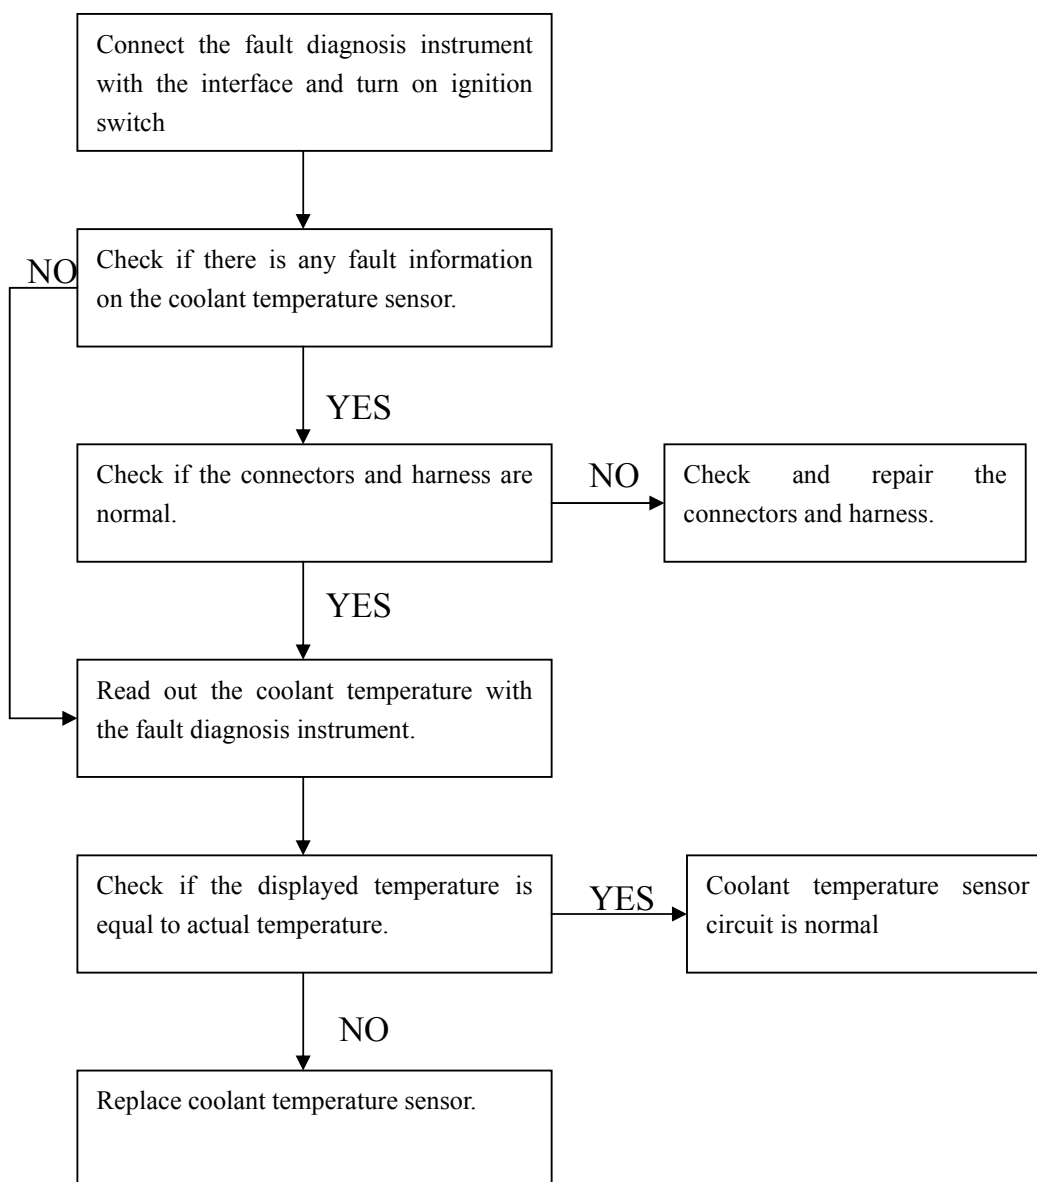 Connect the fault diagnosis instrument
with the interface and turn on ignition
switch
NO
Check if there is any fault information
on the coolant temperature sensor.
YES
Check if the connectors and harness are
normal.
NO
Check and repair the
connectors and harness.
YES
Read out the coolant temperature with
the fault diagnosis instrument.
Check if the displayed temperature is
equal to actual temperature.
YES
Coolant temperature sensor
circuit is normal
NO
Replace coolant temperature sensor.